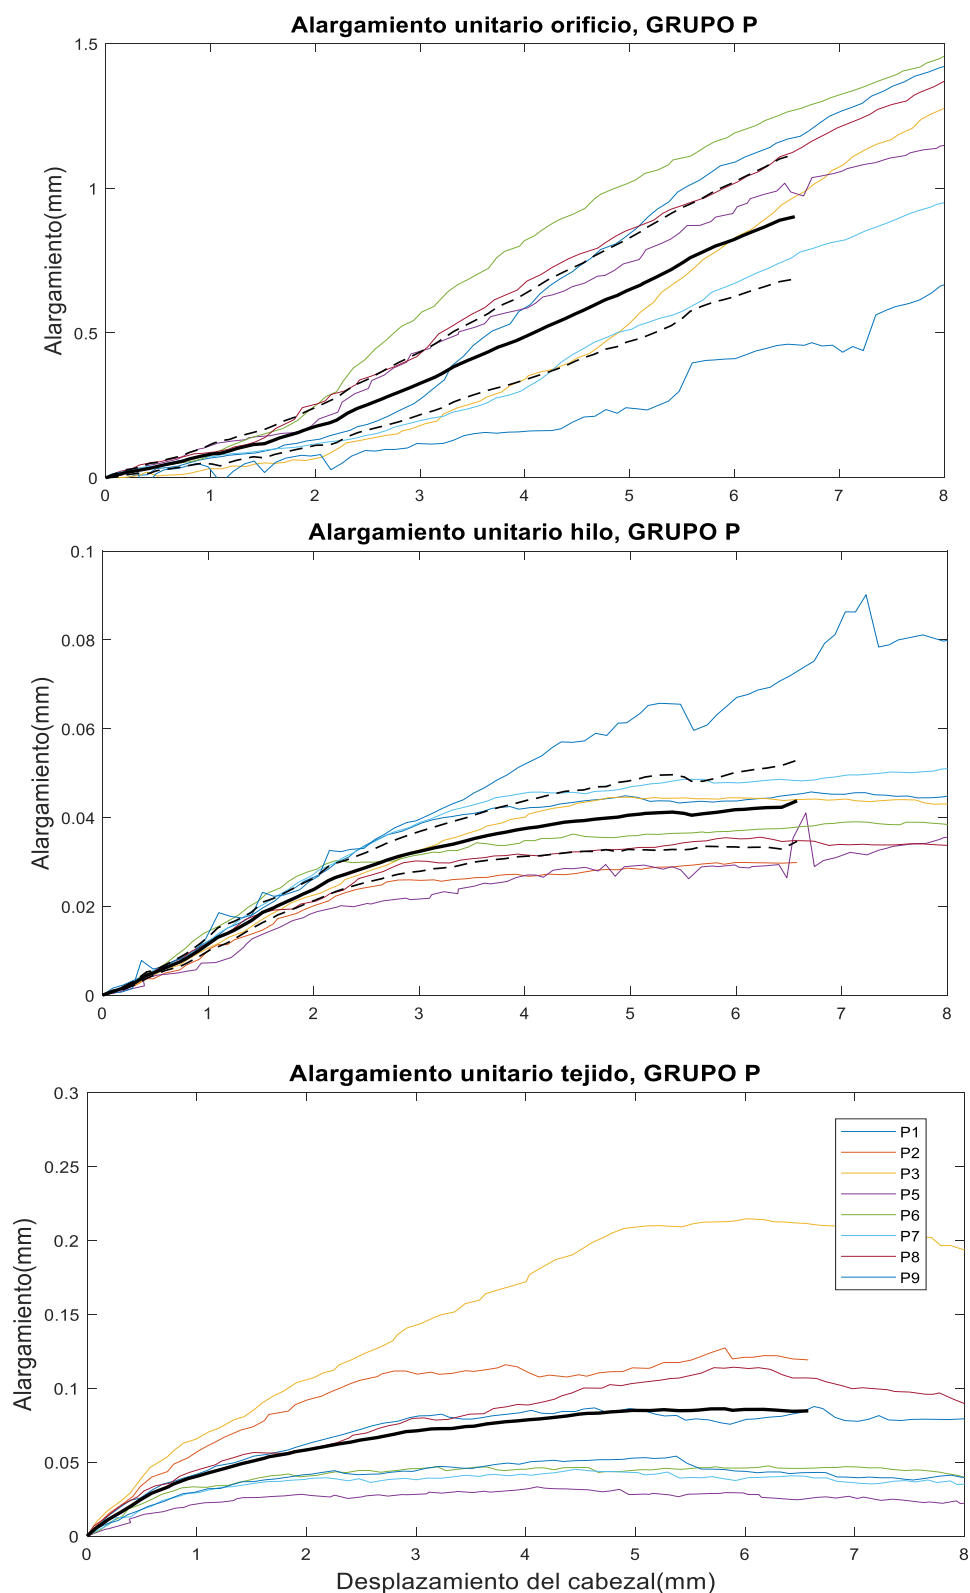 Alargamiento unitario orificio, GRUPO P
1.5
1
0.5
0
Alargamiento(mm)
0 1 2 3 4 5 6 7 8
Alargamiento unitario hilo, GRUPO P
0.1
0.08
0.06
0.04
0.02
0
Alargamiento(mm)
0 1 2 3 4 5 6 7 8
Alargamiento unitario tejido, GRUPO P
0.3
0.25
0.2
0.15
0.1
0.05
0
Alargamiento(mm)
P1
P2
P3
P5
P6
P7
P8
P9
0 1 2 3 4 5 6 7 8
Desplazamiento del cabezal(mm)